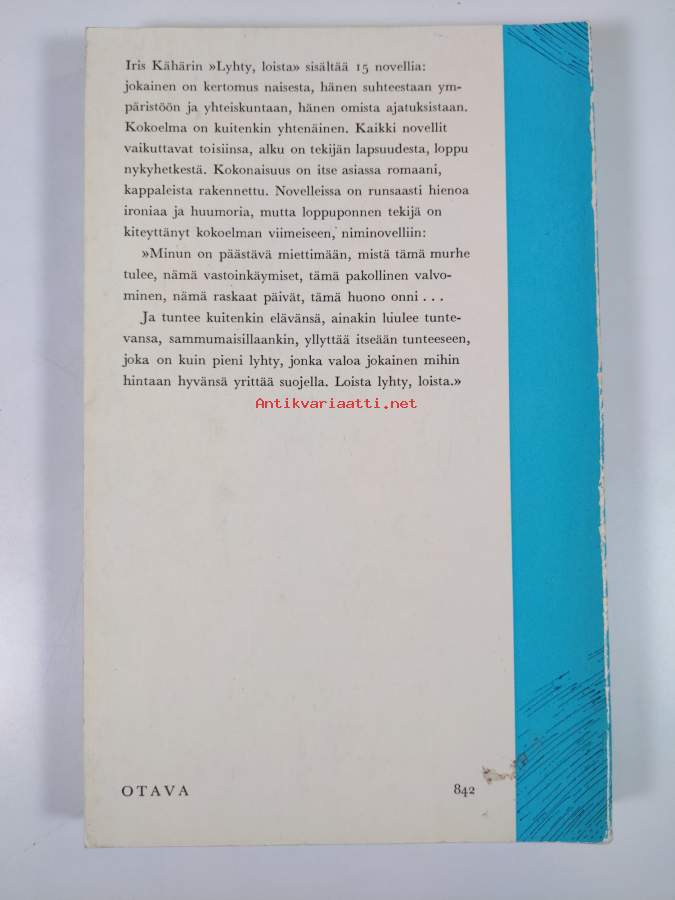 Iris Kähärin »Lyhty, loista» sisältää 15 novellia:
jokainen on kertomus naisesta, hänen suhteestaan ym-
päristöön ja yhteiskuntaan, hänen omista ajatuksistaan.
Kokoelma on kuitenkin yhtenäinen. Kaikki novellit
vaikuttavat toisiinsa, alku on tekijän lapsuudesta, loppu
nykyhetkestä. Kokonaisuus on itse asiassa romaani,
kappaleista rakennettu. Novelleissa on runsaasti hienoa
ironiaa ja huumoria, mutta loppuponnen tekijä on
kiteyttänyt kokoelman viimeiseen, niminovelliin:
»Minun on päästävä miettimään, mistä tämä murhe
tulee, nämä vastoinkäymiset, tämä pakollinen valvo-
minen, nämä raskaat päivät, tämä huono onni . . .
Ja tuntee kuitenkin elävänsä, ainakin luulee tunte-
vansa, sammumaisillaankin, yllyttää itseään tunteeseen,
joka on kuin pieni lyhty, jonka valoa jokainen mihin
hintaan hyvänsä yrittää suojella. Loista lyhty, loista.»
Antikvariaatti.net
OTAVA 842